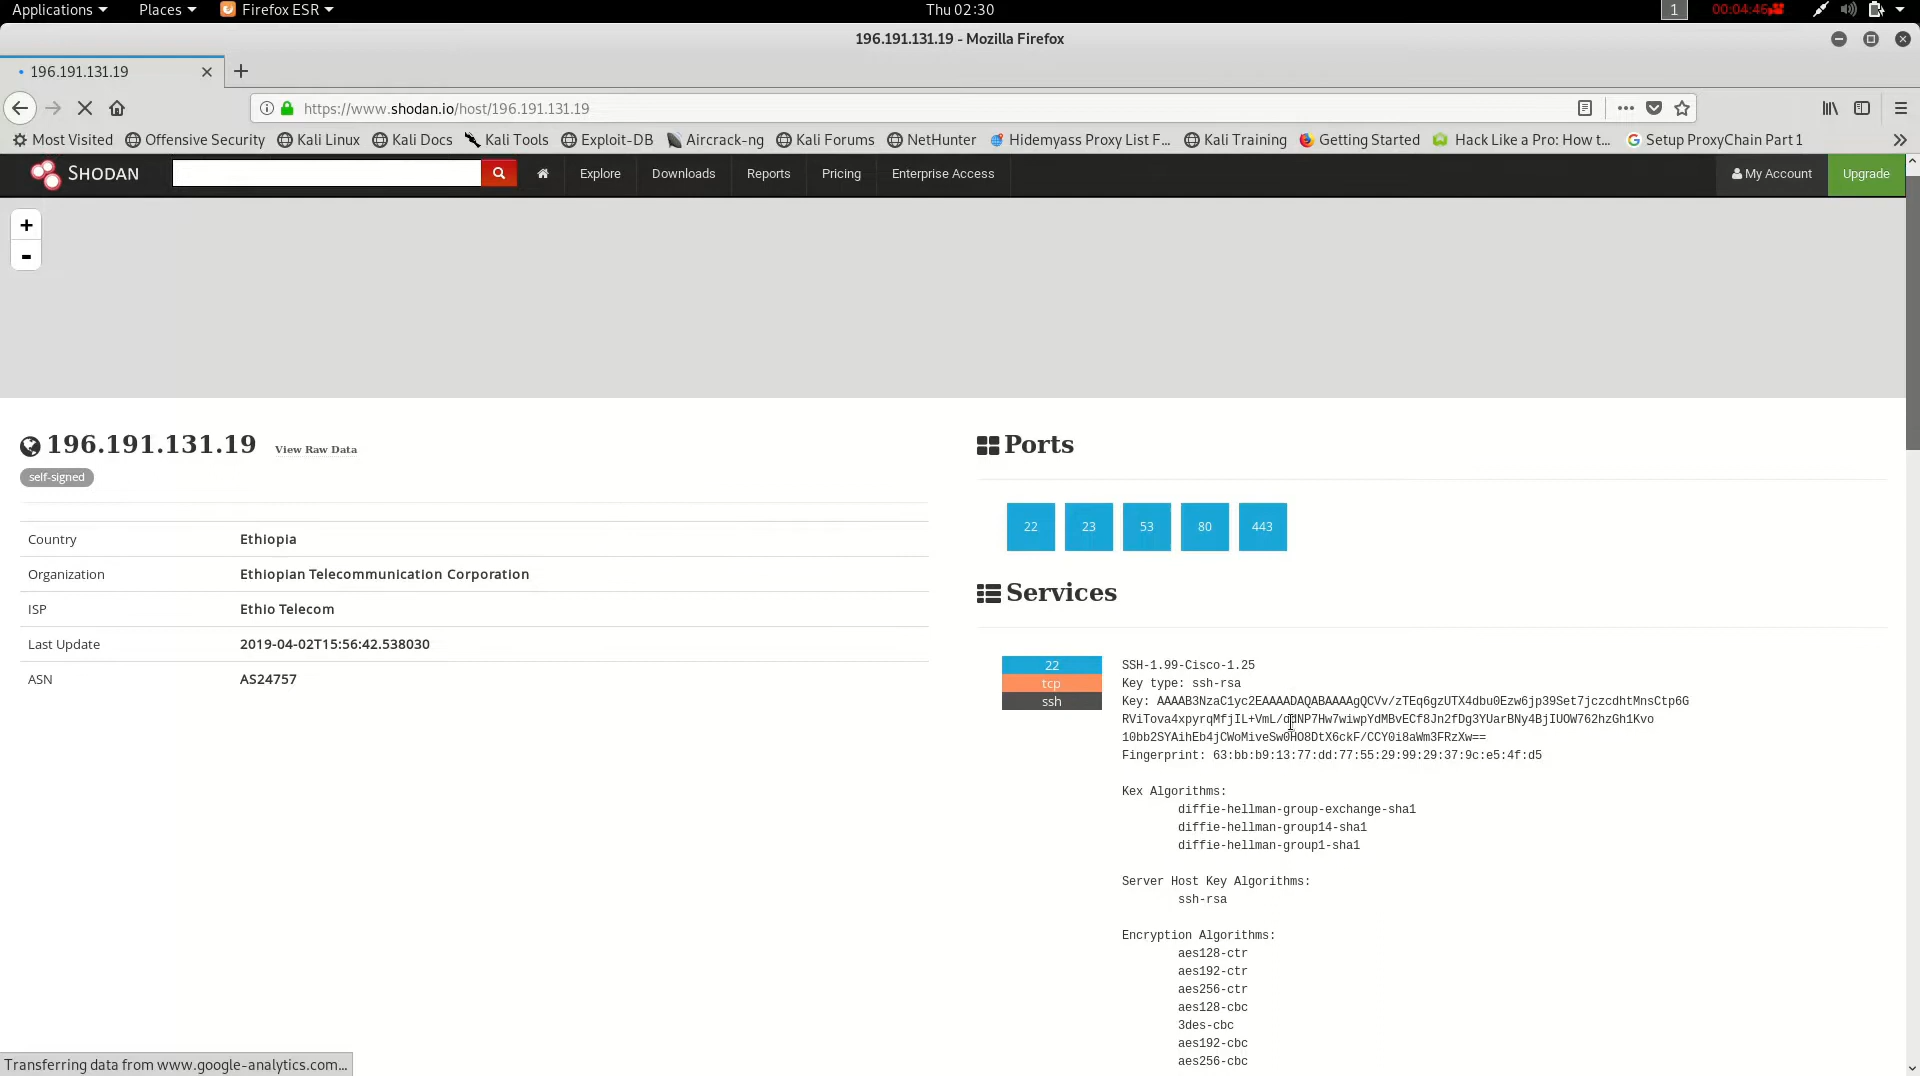 Applications Places Firefox ESR Thu 02:30 1 00:04:46
196.191.131.19 - Mozilla Firefox
196.191.131.19
https://www.shodan.io/host/196.191.131.19
Most Visited Offensive Security Kali Linux Kali Docs Kali Tools Exploit-DB Aircrack-ng Kali Forums NetHunter Hidemyass Proxy List F... Kali Training Getting Started Hack Like a Pro: How t... Setup ProxyChain Part 1
SHODAN Explore Downloads Reports Pricing Enterprise Access My Account Upgrade
+
-
196.191.131.19 View Raw Data
self-signed
Country Ethiopia
Organization Ethiopian Telecommunication Corporation
ISP Ethio Telecom
Last Update 2019-04-02T15:56:42.538030
ASN AS24757
Ports
22 23 53 80 443
Services
22
tcp
ssh
SSH-1.99-Cisco-1.25
Key type: ssh-rsa
Key: AAAAB3NzaC1yc2EAAAADAQABAAAAgQCVv/zTEq6gzUTX4dbu0Ezw6jp39Set7jczcdhtMnsCtp6G
10bb2SYAihEb4jCWoMiveSw0HO8DtX6ckF/CCY0i8aWm3FRzXw==
Fingerprint: 63:bb:b9:13:77:dd:77:55:29:99:29:37:9c:e5:4f:d5
Kex Algorithms:
diffie-hellman-group-exchange-sha1
diffie-hellman-group14-sha1
diffie-hellman-group1-sha1
Server Host Key Algorithms:
ssh-rsa
Encryption Algorithms:
aes128-ctr
aes192-ctr
aes256-ctr
aes128-cbc
3des-cbc
aes192-cbc
aes256-cbc
Transferring data from www.google-analytics.com...